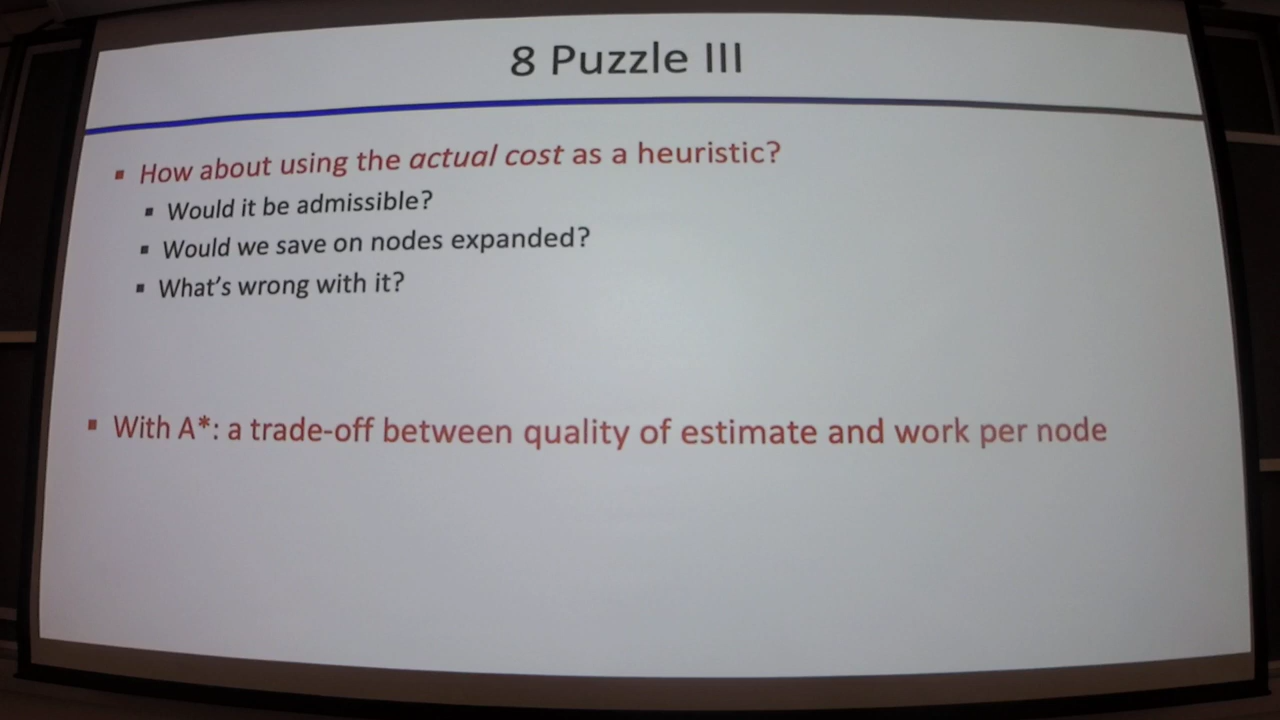 8 Puzzle III
▪ How about using the actual cost as a heuristic?
▪ Would it be admissible?
▪ Would we save on nodes expanded?
▪ What's wrong with it?
▪ With A*: a trade-off between quality of estimate and work per node